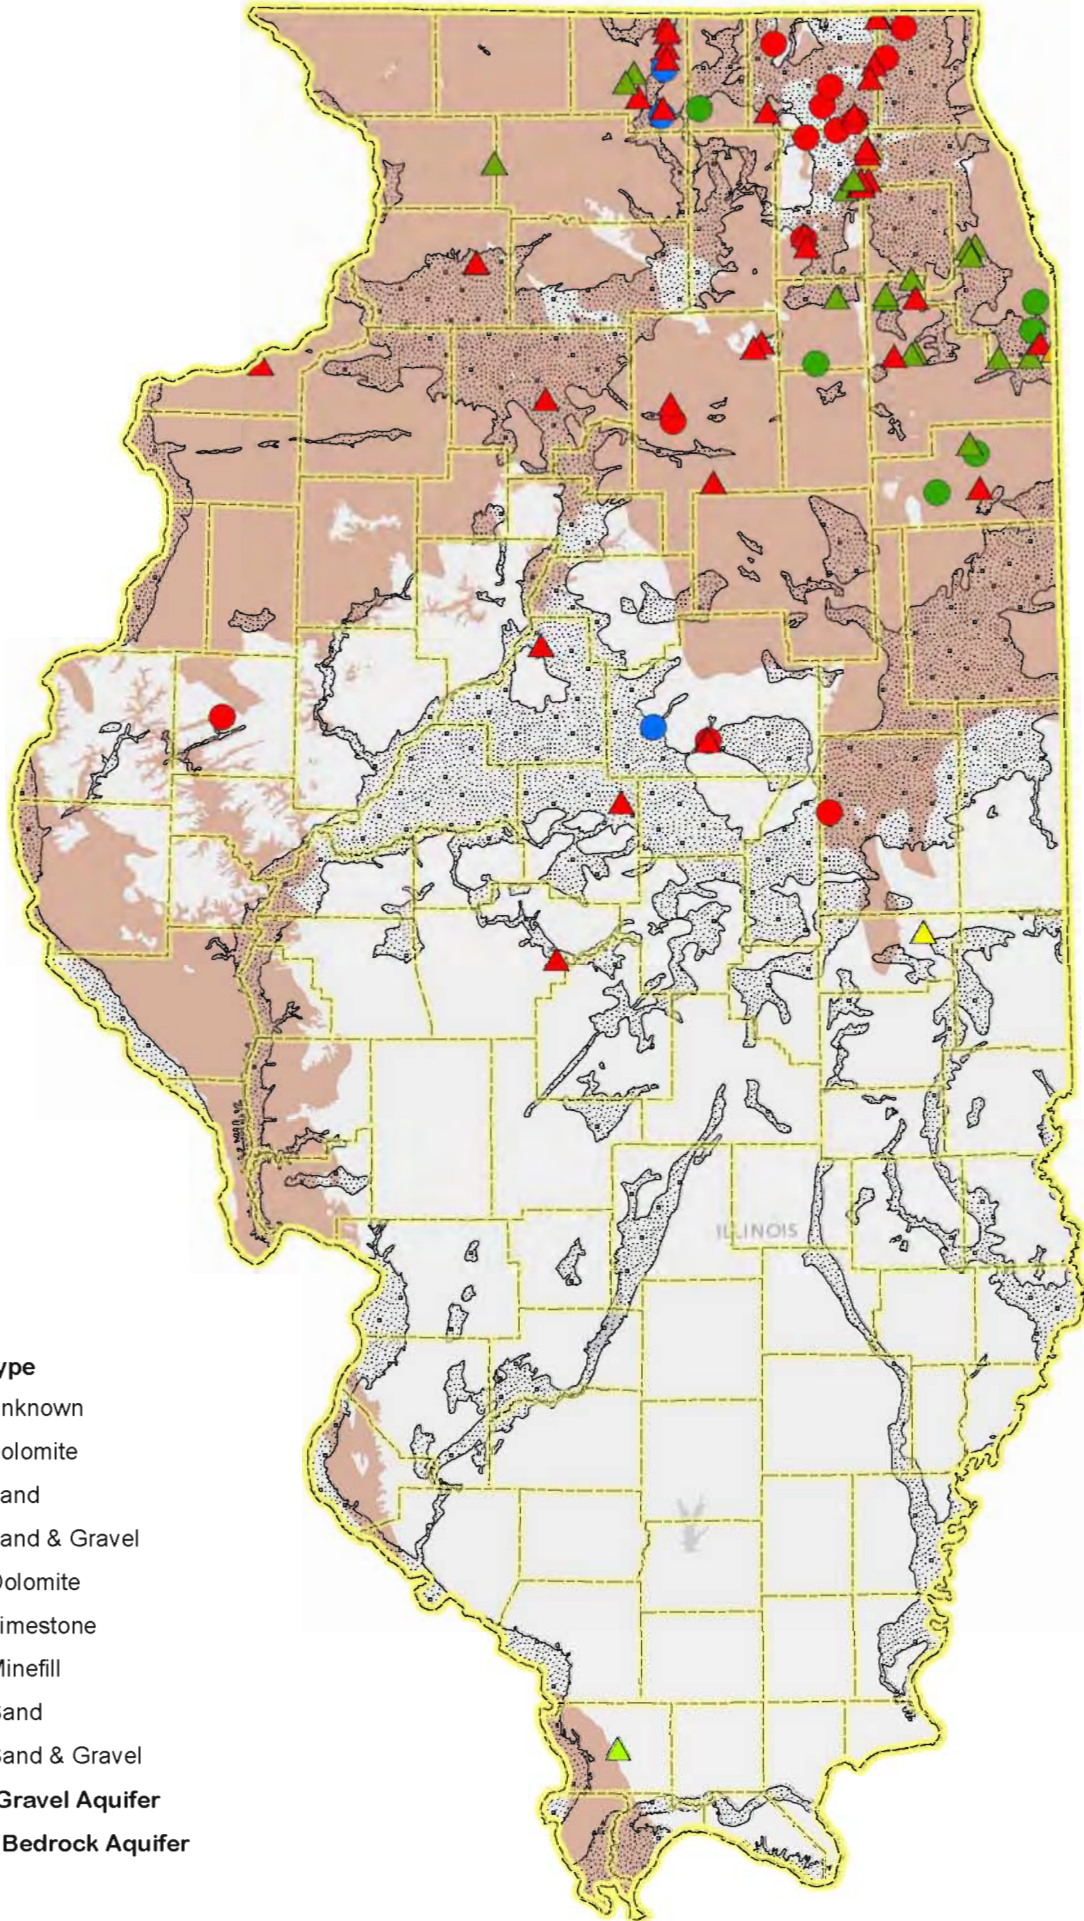 ILLINOIS
ype
nknown
olomite
and
and & Gravel
Dolomite
imestone
Minefill
Sand
Sand & Gravel
Gravel Aquifer
Bedrock Aquifer